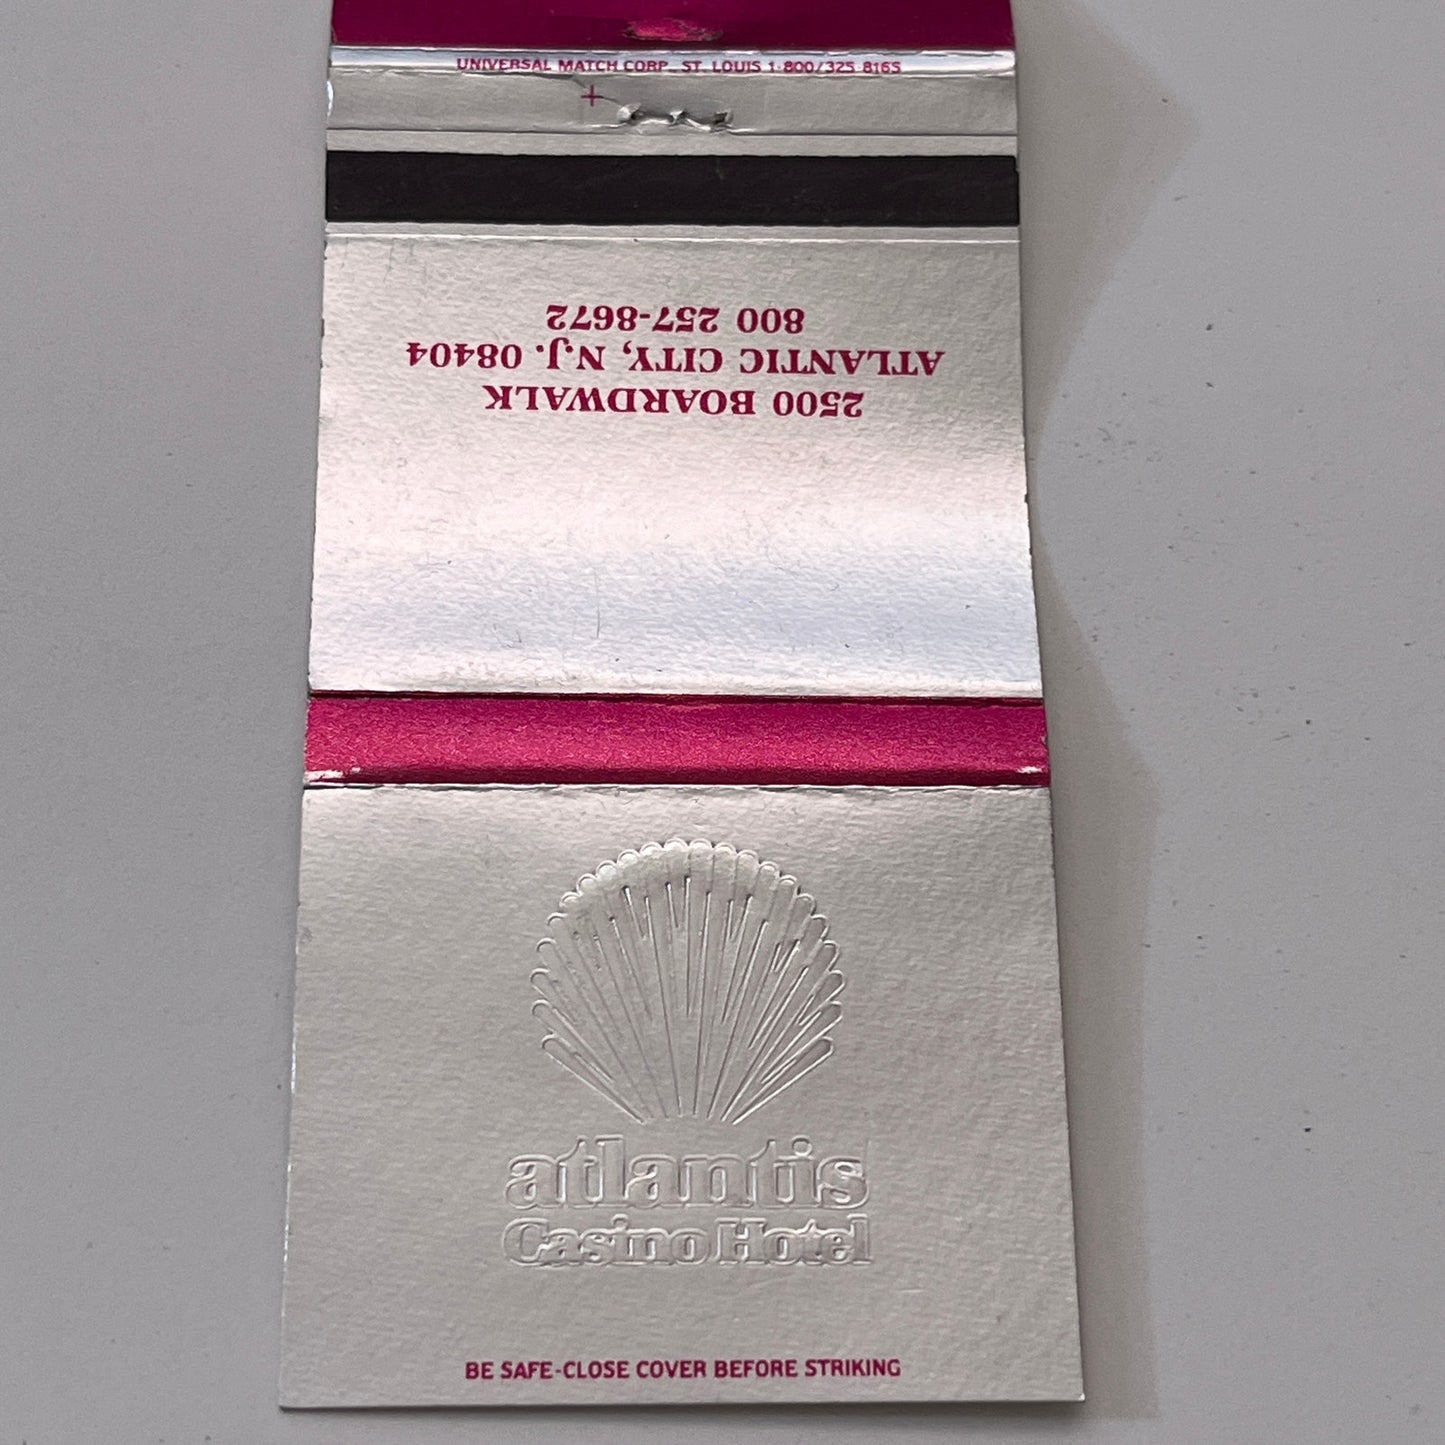 UNIVERSAL MATCH CORP. ST. LOUIS 1-800/325-8165
2500 BOARDWALK
ATLANTIC CITY, N.J. 08404
800 257-8672
atlantis
Casino Hotel
BE SAFE-CLOSE COVER BEFORE STRIKING